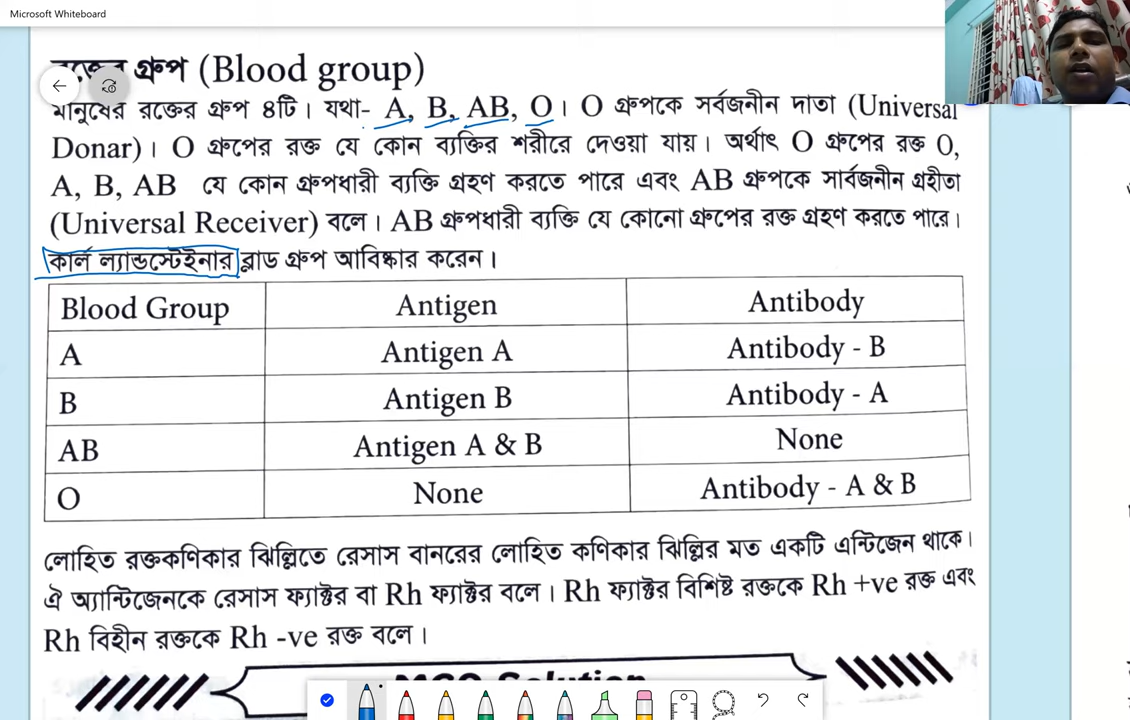 Microsoft Whiteboard
রক্তের গ্রুপ (Blood group)
মানুষের রক্তের গ্রুপ ৪টি। যথা- A, B, AB, O। O গ্রুপকে সর্বজনীন দাতা (Universal
Donar)। O গ্রুপের রক্ত যে কোন ব্যক্তির শরীরে দেওয়া যায়। অর্থাৎ O গ্রুপের রক্ত O,
A, B, AB যে কোন গ্রুপধারী ব্যক্তি গ্রহণ করতে পারে এবং AB গ্রুপকে সার্বজনীন গ্রহীতা
(Universal Receiver) বলে। AB গ্রুপধারী ব্যক্তি যে কোনো গ্রুপের রক্ত গ্রহণ করতে পারে।
কার্ল ল্যান্ডস্টেইনার ব্লাড গ্রুপ আবিষ্কার করেন।
Blood Group Antigen Antibody
A Antigen A Antibody - B
B Antigen B Antibody - A
AB Antigen A & B None
O None Antibody - A & B
লোহিত রক্তকণিকার ঝিল্লিতে রেসাস বানরের লোহিত কণিকার ঝিল্লির মত একটি এন্টিজেন থাকে।
ঐ অ্যান্টিজেনকে রেসাস ফ্যাক্টর বা Rh ফ্যাক্টর বলে। Rh ফ্যাক্টর বিশিষ্ট রক্তকে Rh +ve রক্ত এবং
Rh বিহীন রক্তকে Rh -ve রক্ত বলে।
MCQ Solution